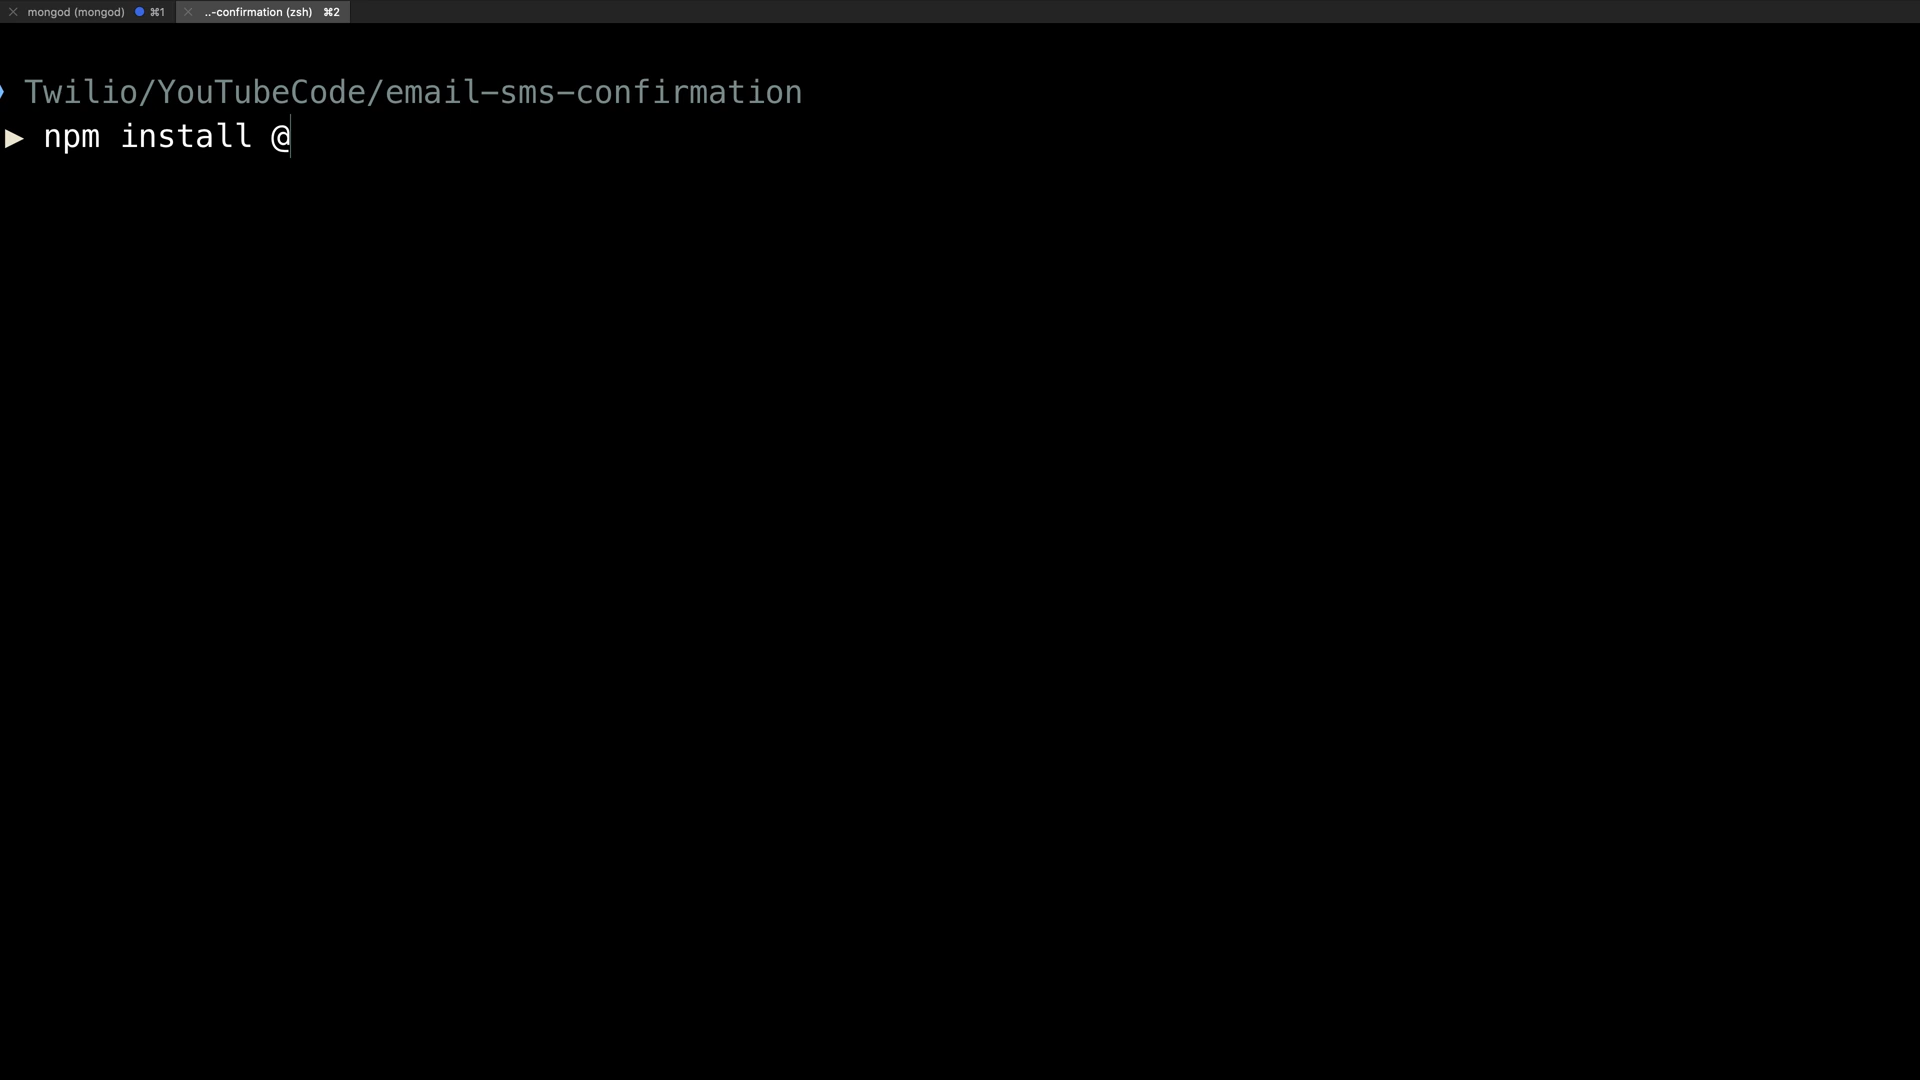 mongod (mongod) ⌘1 ..-confirmation (zsh) ⌘2
Twilio/YouTubeCode/email-sms-confirmation
▶ npm install @